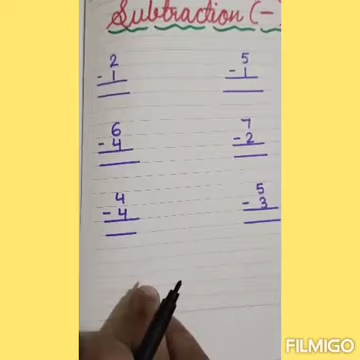 Subtraction (-)
2 5
- 1 - 1
6 7
- 4 - 2
4 5
- 4 - 3
FILMIGO